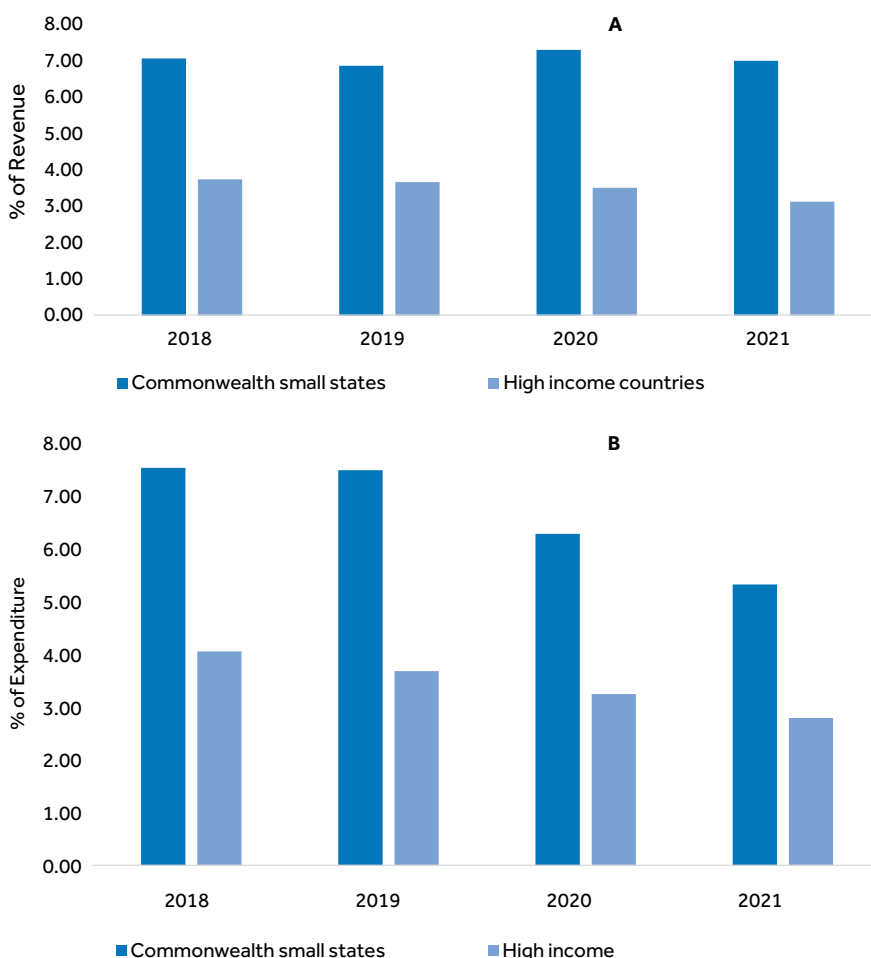 A
% of Revenue
8.00
7.00
6.00
5.00
4.00
3.00
2.00
1.00
0.00
2018 2019 2020 2021
Commonwealth small states High income countries
B
% of Expenditure
8.00
7.00
6.00
5.00
4.00
3.00
2.00
1.00
0.00
2018 2019 2020 2021
Commonwealth small states High income